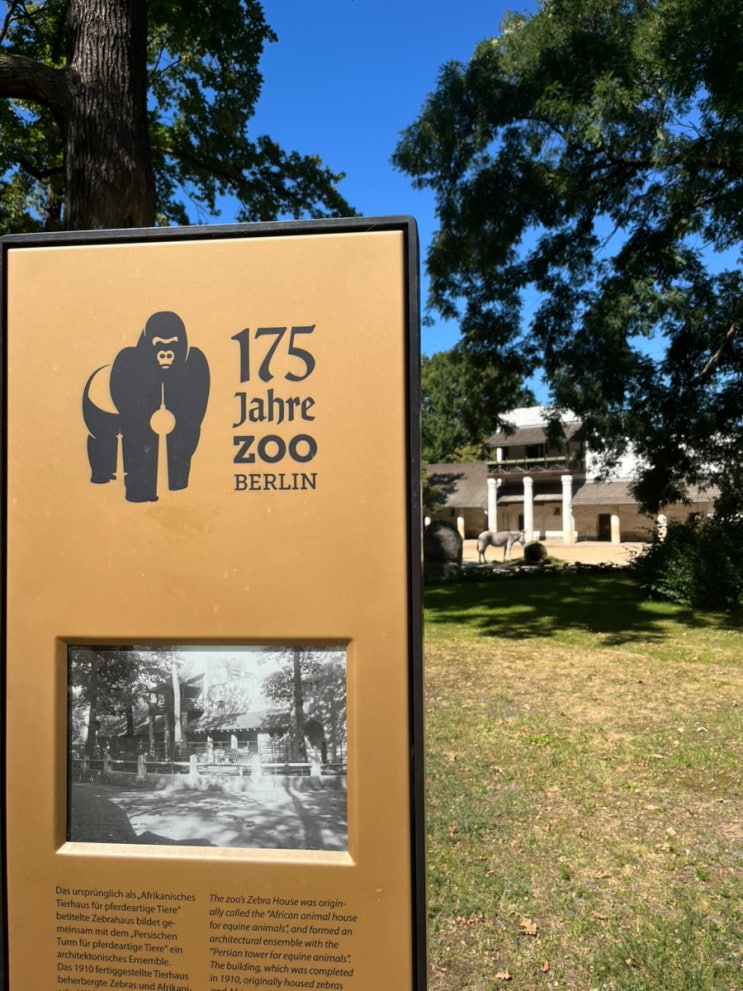 175
Jahre
ZOO
BERLIN
Das ursprünglich als „Afrikanisches
Tierhaus für pferdeartige Tiere“
betitelte Zebrahaus bildet ge-
meinsam mit dem „Persischen
Turm für pferdeartige Tiere“ ein
architektonisches Ensemble.
Das 1910 fertiggestellte Tierhaus
beherbergte Zebras und Afrikani-
The zoo's Zebra House was origin-
ally called the "African animal house
for equine animals", and formed an
architectural ensemble with the
"Persian tower for equine animals".
The building, which was completed
in 1910, originally housed zebras